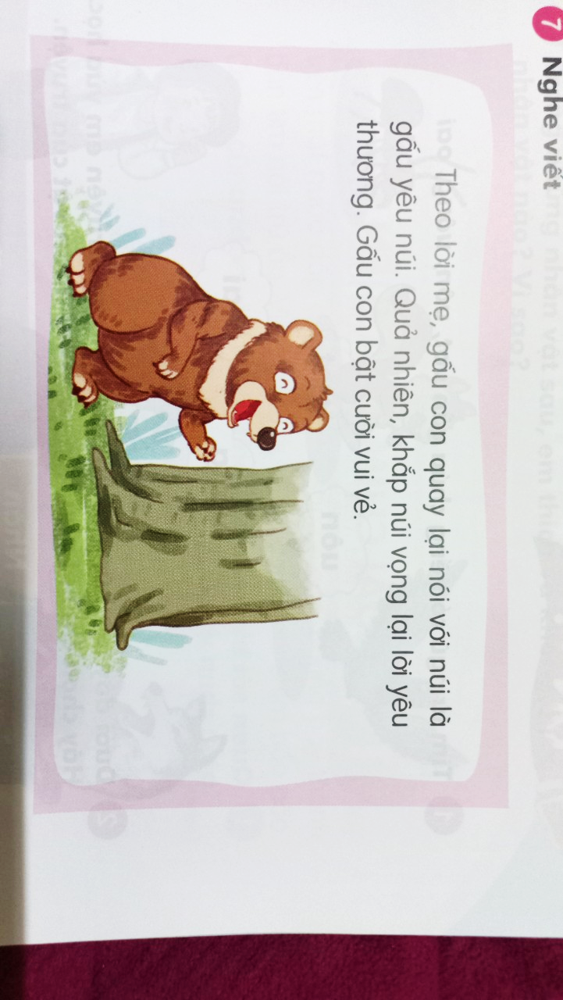 7 Nghe viết
Theo lời mẹ, gấu con quay lại nói với núi là
gấu yêu núi. Quả nhiên, khắp núi vọng lại lời yêu
thương. Gấu con bật cười vui vẻ.